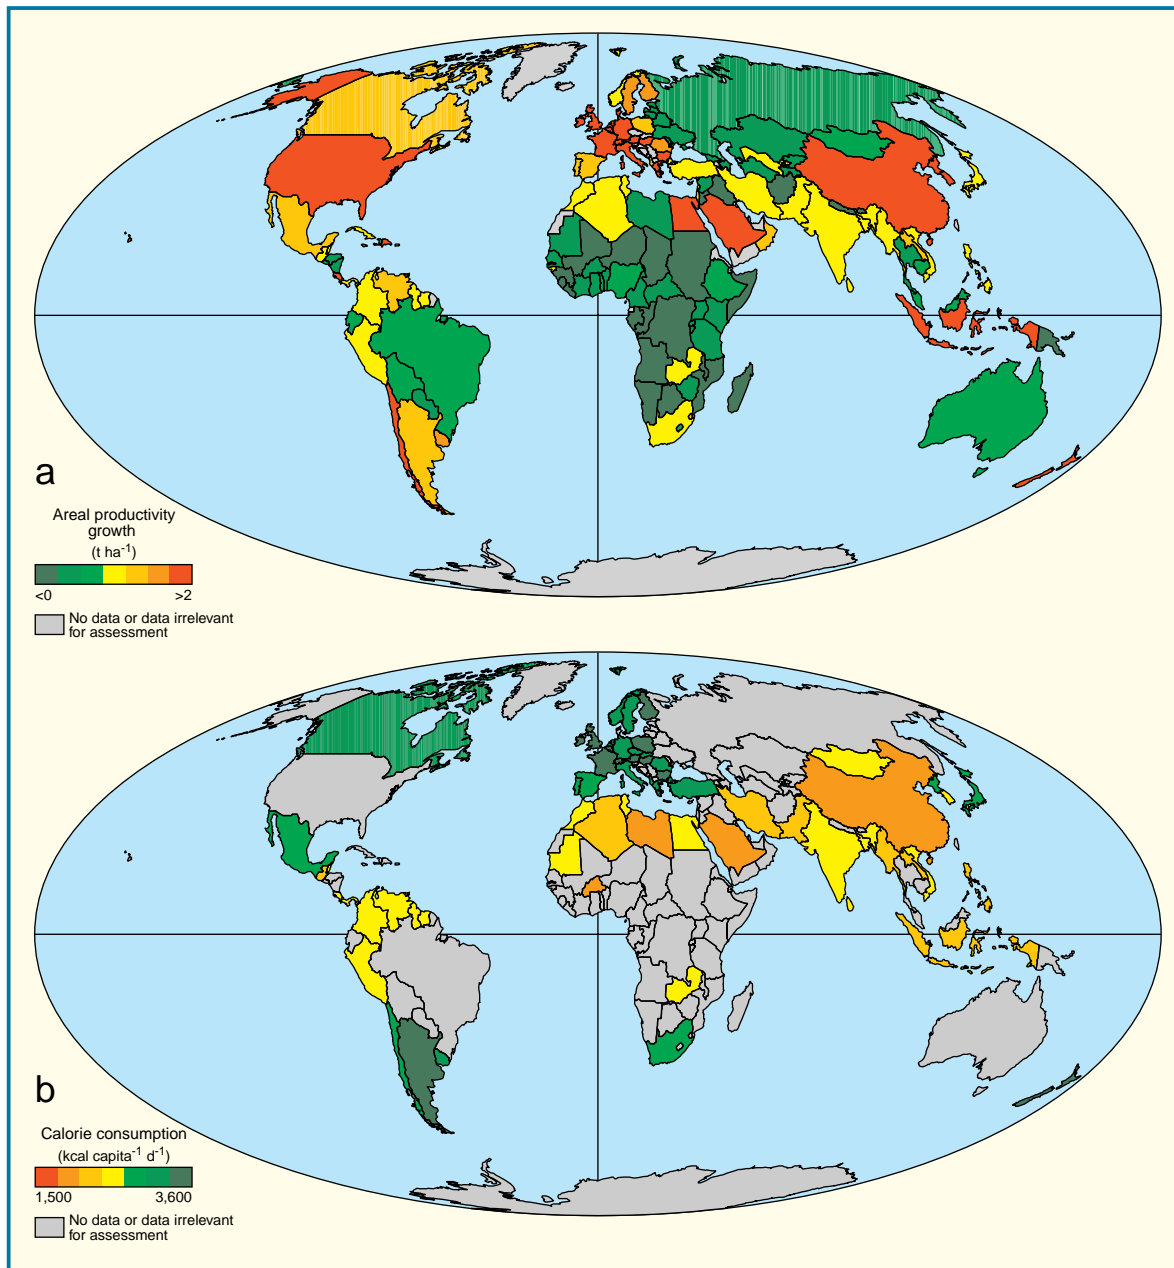 a
Areal productivity
growth
(t ha⁻¹)
<0 >2
No data or data irrelevant
for assessment
b
Calorie consumption
(kcal capita⁻¹ d⁻¹)
1,500 3,600
No data or data irrelevant
for assessment